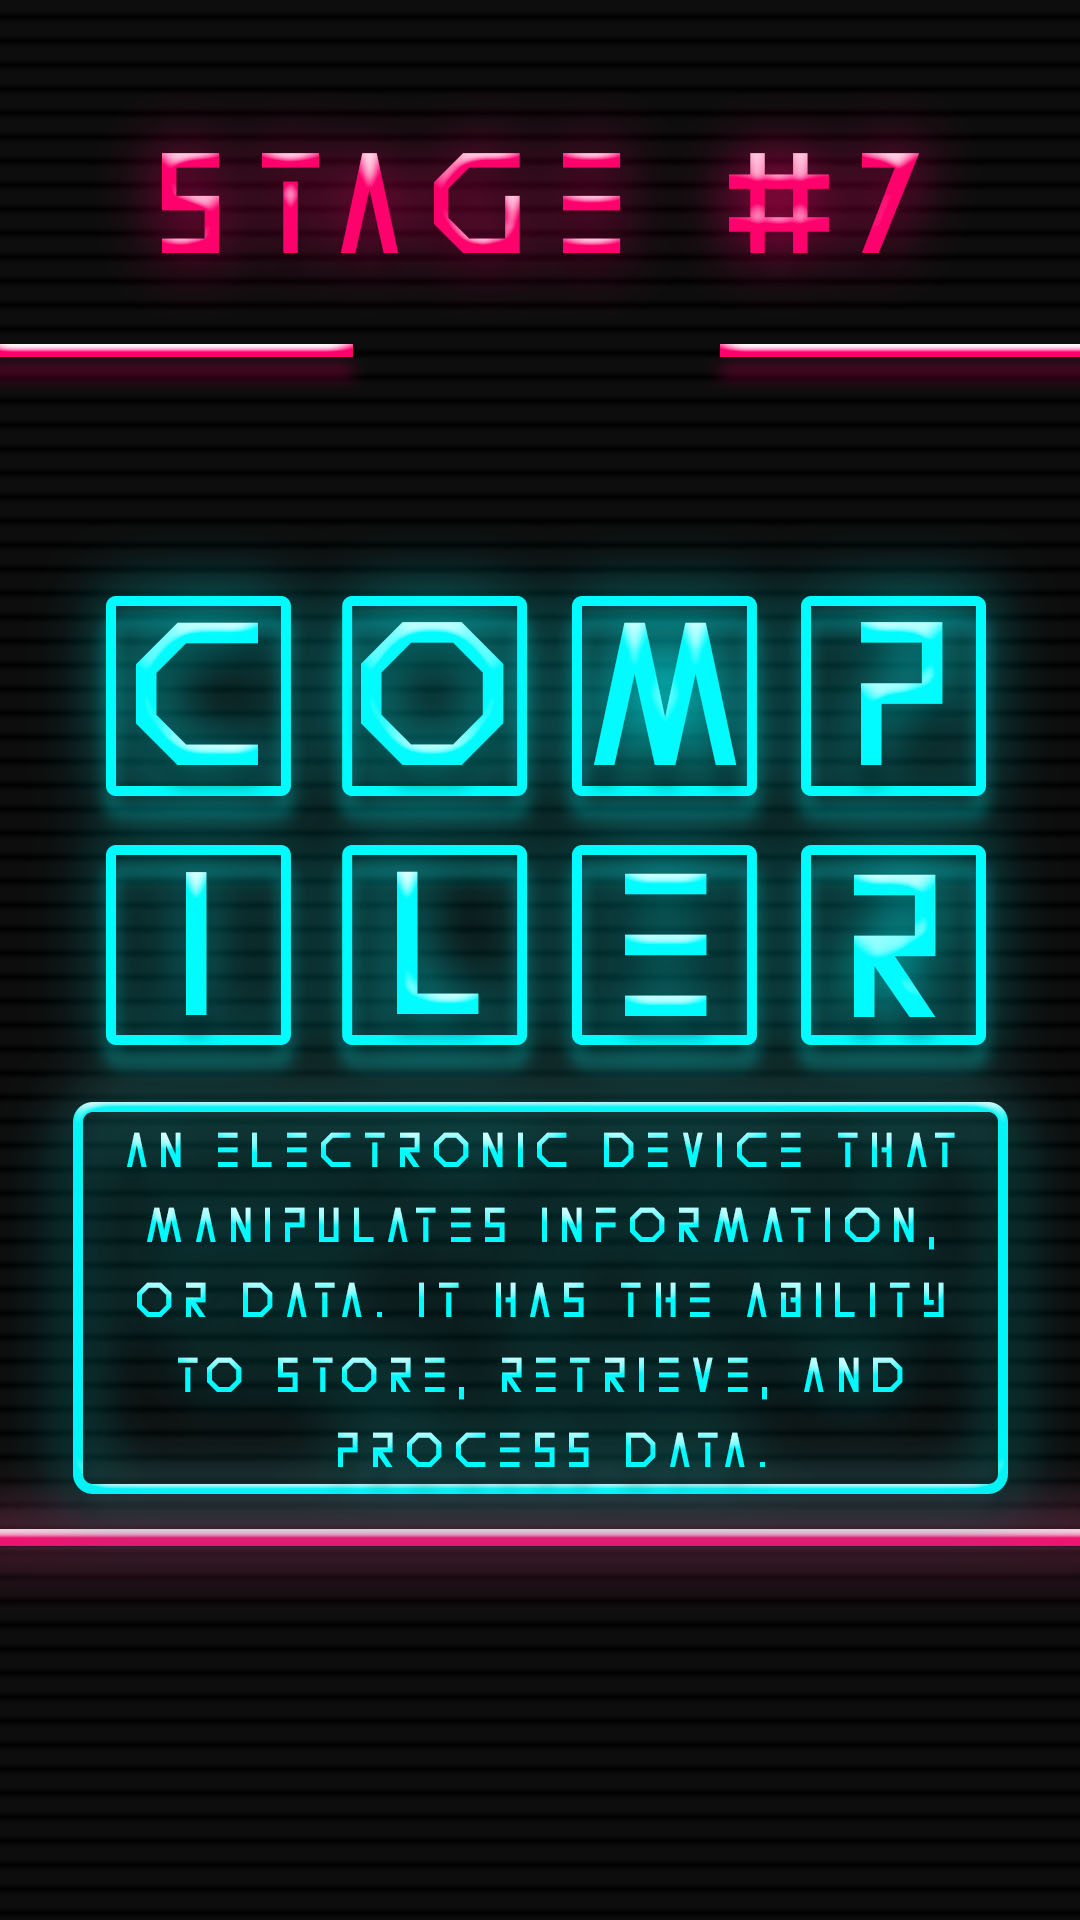 STAGE #7
COMP
ILER
AN ELECTRONIC DEVICE THAT
MANIPULATES INFORMATION,
OR DATA. IT HAS THE ABILITY
TO STORE, RETRIEVE, AND
PROCESS DATA.